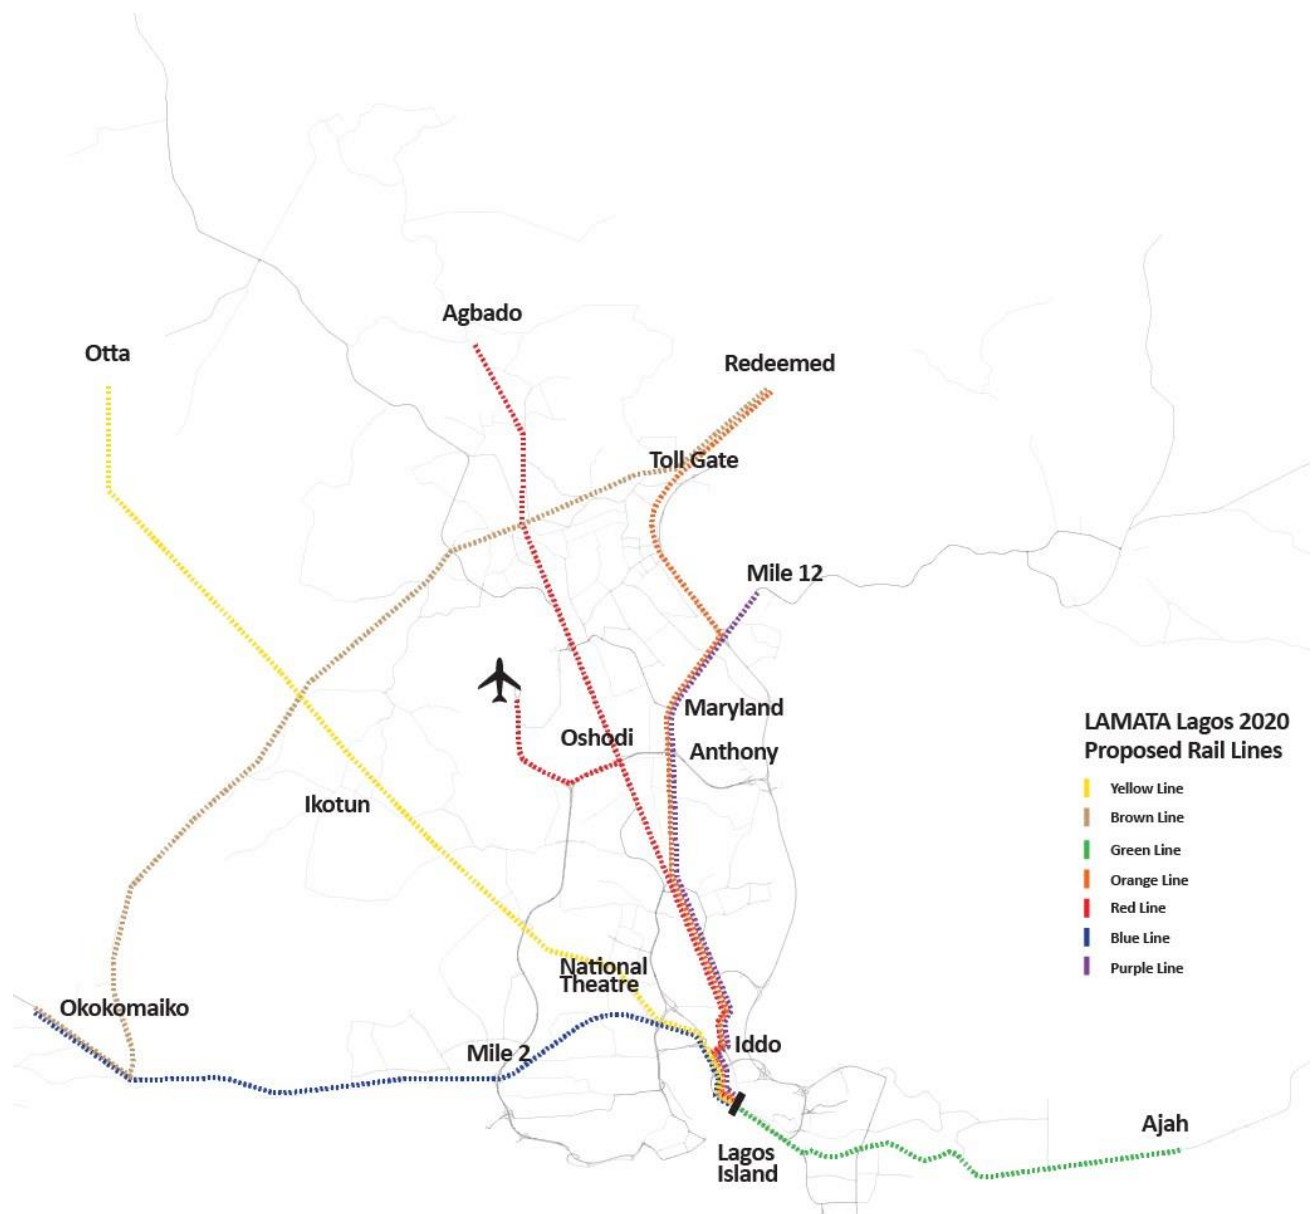 Agbado
Otta
Redeemed
Toll Gate
Mile 12
Maryland
Oshodi
Anthony
Ikotun
National
Theatre
Okokomaiko
Iddo
Mile 2
Ajah
Lagos
Island
LAMATA Lagos 2020
Proposed Rail Lines
Yellow Line
Brown Line
Green Line
Orange Line
Red Line
Blue Line
Purple Line